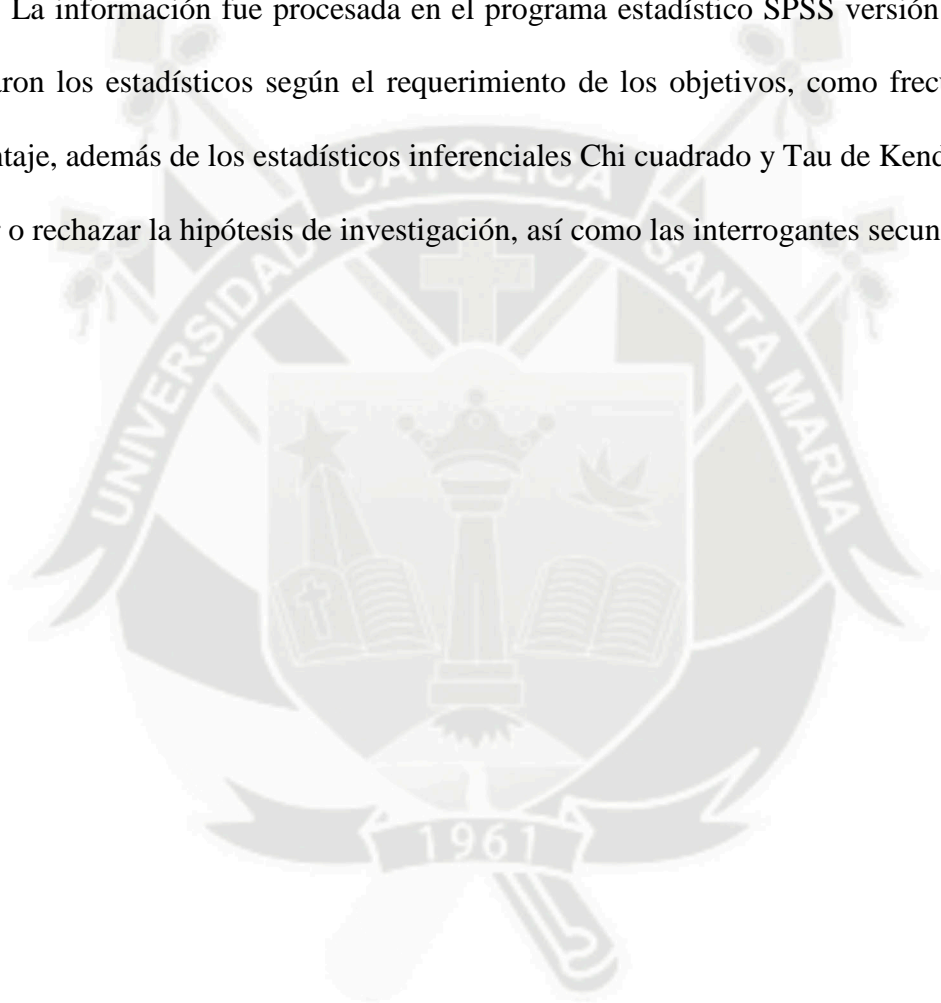 La información fue procesada en el programa estadístico SPSS versión
ron los estadísticos según el requerimiento de los objetivos, como frecu
ntaje, además de los estadísticos inferenciales Chi cuadrado y Tau de Kend
r o rechazar la hipótesis de investigación, así como las interrogantes secun
UNIVERSIDAD CATOLICA SANTA MARIA
1961